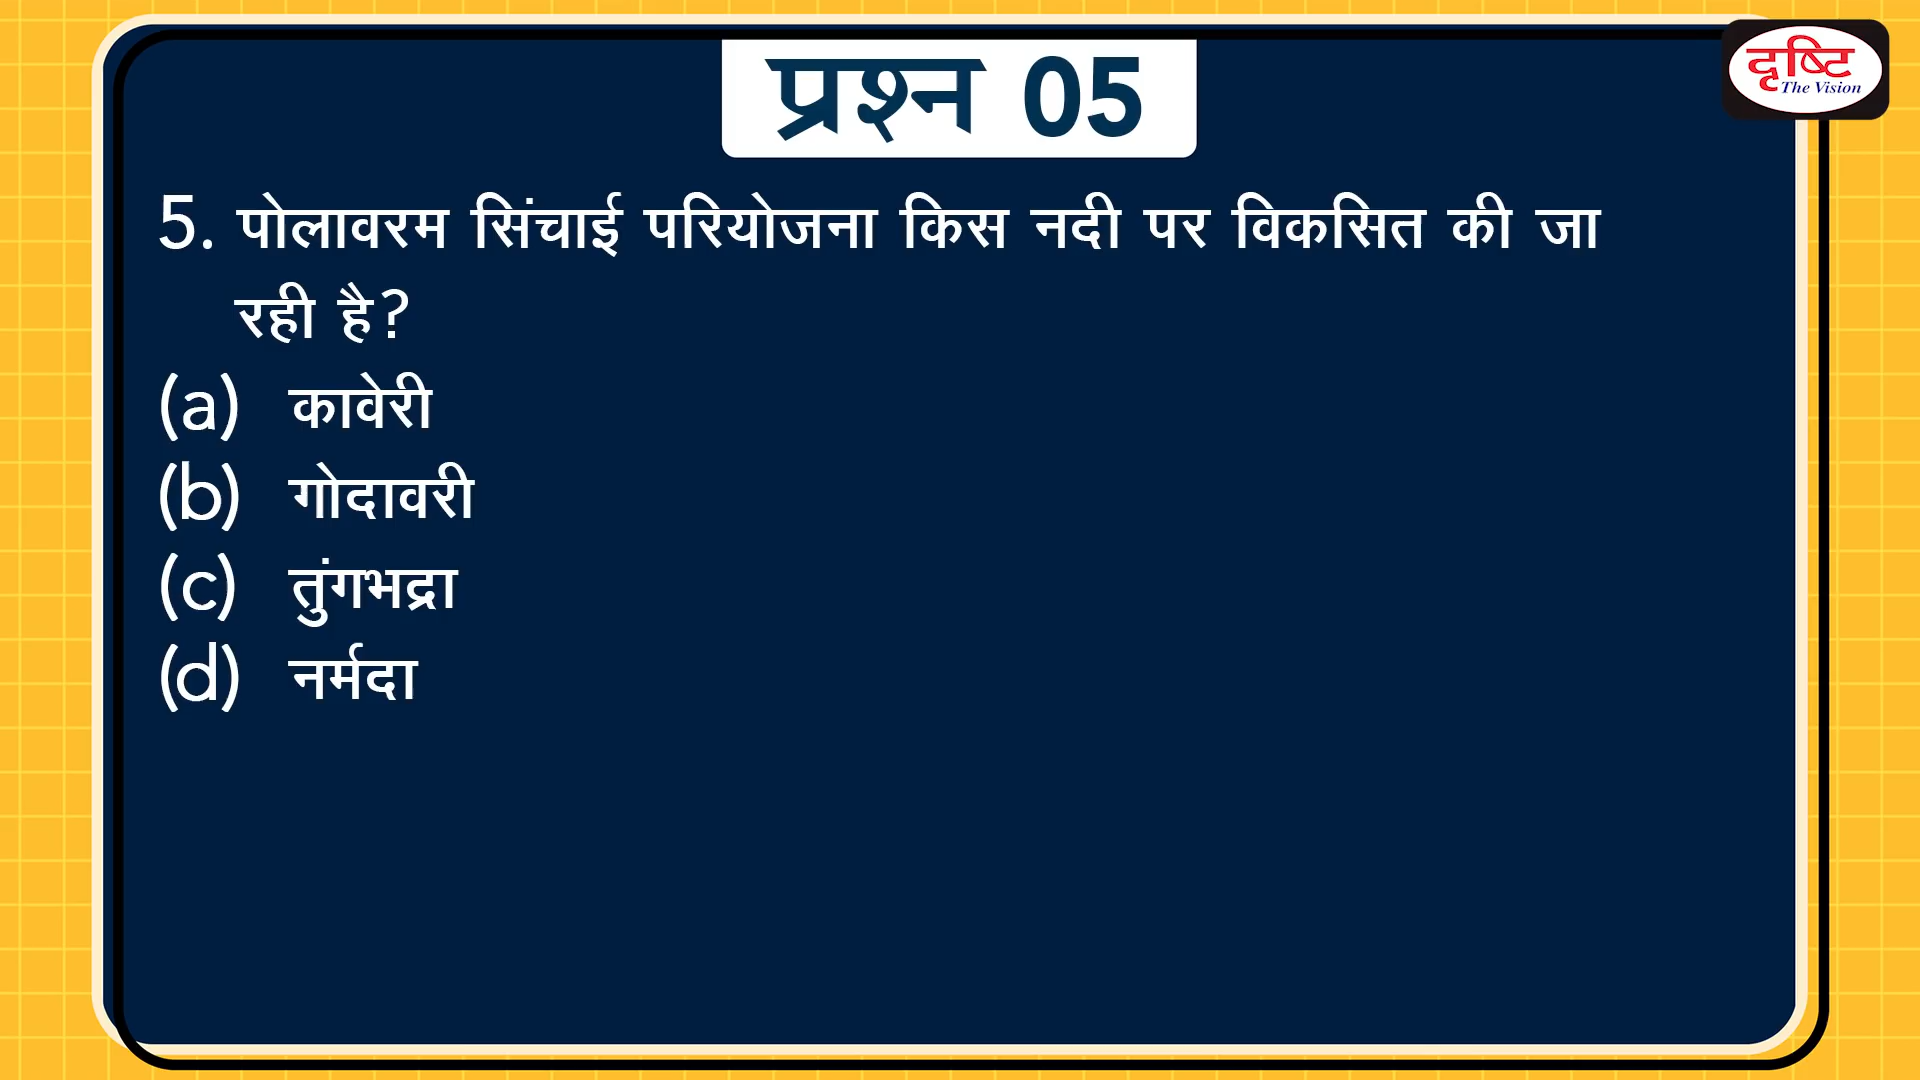 प्रश्न 05
दृष्टि
The Vision
5. पोलावरम सिंचाई परियोजना किस नदी पर विकसित की जा
रही है?
(a) कावेरी
(b) गोदावरी
(c) तुंगभद्रा
(d) नर्मदा